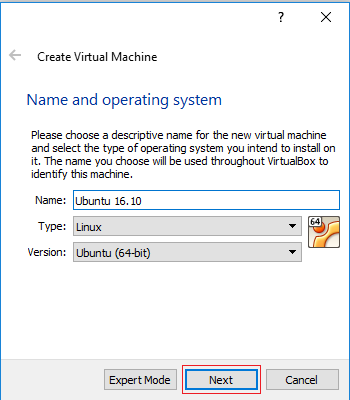 ?
Create Virtual Machine
Name and operating system
Please choose a descriptive name for the new virtual machine
and select the type of operating system you intend to install on
it. The name you choose will be used throughout VirtualBox to
identify this machine.
Name: Ubuntu 16.10
Type: Linux
64
Version: Ubuntu (64-bit)
Expert Mode Next Cancel